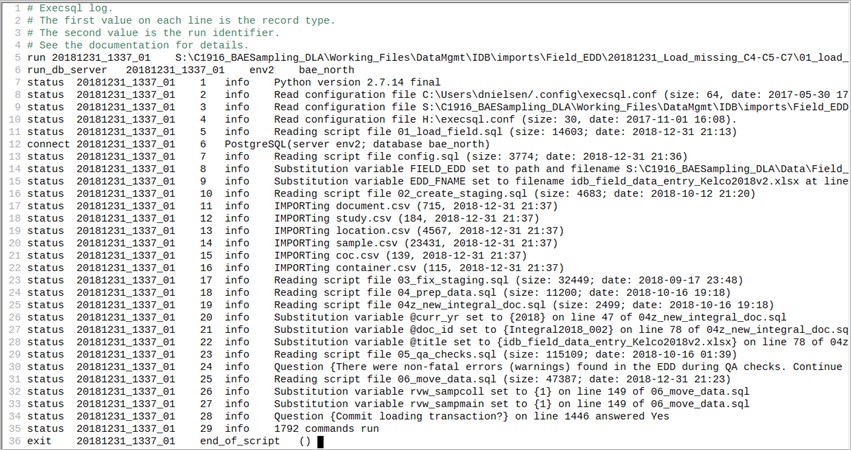 1 # Execsql log.
2 # The first value on each line is the record type.
3 # The second value is the run identifier.
4 # See the documentation for details.
5 run 20181231_1337_01 S:\C1916_BAESampling_DLA\Working_Files\DataMgmt\IDB\imports\Field_EDD\20181231_Load_missing_C4-C5-C7\01_load_
6 run_db_server 20181231_1337_01 env2 bae_north
7 status 20181231_1337_01 1 info Python version 2.7.14 final
8 status 20181231_1337_01 2 info Read configuration file C:\Users\dnielsen/.config\execsql.conf (size: 64, date: 2017-05-30 17
9 status 20181231_1337_01 3 info Read configuration file S:\C1916_BAESampling_DLA\Working_Files\DataMgmt\IDB\imports\Field_EDD
10 status 20181231_1337_01 4 info Read configuration file H:\execsql.conf (size: 30, date: 2017-11-01 16:08).
11 status 20181231_1337_01 5 info Reading script file 01_load_field.sql (size: 14603; date: 2018-12-31 21:13)
12 connect 20181231_1337_01 6 PostgreSQL(server env2; database bae_north)
13 status 20181231_1337_01 7 info Reading script file config.sql (size: 3774; date: 2018-12-31 21:36)
14 status 20181231_1337_01 8 info Substitution variable FIELD_EDD set to path and filename S:\C1916_BAESampling_DLA\Data\Field_
15 status 20181231_1337_01 9 info Substitution variable EDD_FNAME set to filename idb_field_data_entry_Kelco2018v2.xlsx at line
16 status 20181231_1337_01 10 info Reading script file 02_create_staging.sql (size: 4683; date: 2018-10-12 21:20)
17 status 20181231_1337_01 11 info IMPORTing document.csv (715, 2018-12-31 21:37)
18 status 20181231_1337_01 12 info IMPORTing study.csv (184, 2018-12-31 21:37)
19 status 20181231_1337_01 13 info IMPORTing location.csv (4567, 2018-12-31 21:37)
20 status 20181231_1337_01 14 info IMPORTing sample.csv (23431, 2018-12-31 21:37)
21 status 20181231_1337_01 15 info IMPORTing coc.csv (139, 2018-12-31 21:37)
22 status 20181231_1337_01 16 info IMPORTing container.csv (115, 2018-12-31 21:37)
23 status 20181231_1337_01 17 info Reading script file 03_fix_staging.sql (size: 32449; date: 2018-09-17 23:48)
24 status 20181231_1337_01 18 info Reading script file 04_prep_data.sql (size: 11200; date: 2018-10-16 19:18)
25 status 20181231_1337_01 19 info Reading script file 04z_new_integral_doc.sql (size: 2499; date: 2018-10-16 19:18)
26 status 20181231_1337_01 20 info Substitution variable @curr_yr set to {2018} on line 47 of 04z_new_integral_doc.sql
27 status 20181231_1337_01 21 info Substitution variable @doc_id set to {Integral2018_002} on line 78 of 04z_new_integral_doc.sq
28 status 20181231_1337_01 22 info Substitution variable @title set to {idb_field_data_entry_Kelco2018v2.xlsx} on line 78 of 04z
29 status 20181231_1337_01 23 info Reading script file 05_qa_checks.sql (size: 115109; date: 2018-10-16 01:39)
30 status 20181231_1337_01 24 info Question {There were non-fatal errors (warnings) found in the EDD during QA checks. Continue
31 status 20181231_1337_01 25 info Reading script file 06_move_data.sql (size: 47387; date: 2018-12-31 21:23)
32 status 20181231_1337_01 26 info Substitution variable rvw_sampcoll set to {1} on line 149 of 06_move_data.sql
33 status 20181231_1337_01 27 info Substitution variable rvw_sampmain set to {1} on line 149 of 06_move_data.sql
34 status 20181231_1337_01 28 info Question {Commit loading transaction?} on line 1446 answered Yes
35 status 20181231_1337_01 29 info 1792 commands run
36 exit 20181231_1337_01 end_of_script ()